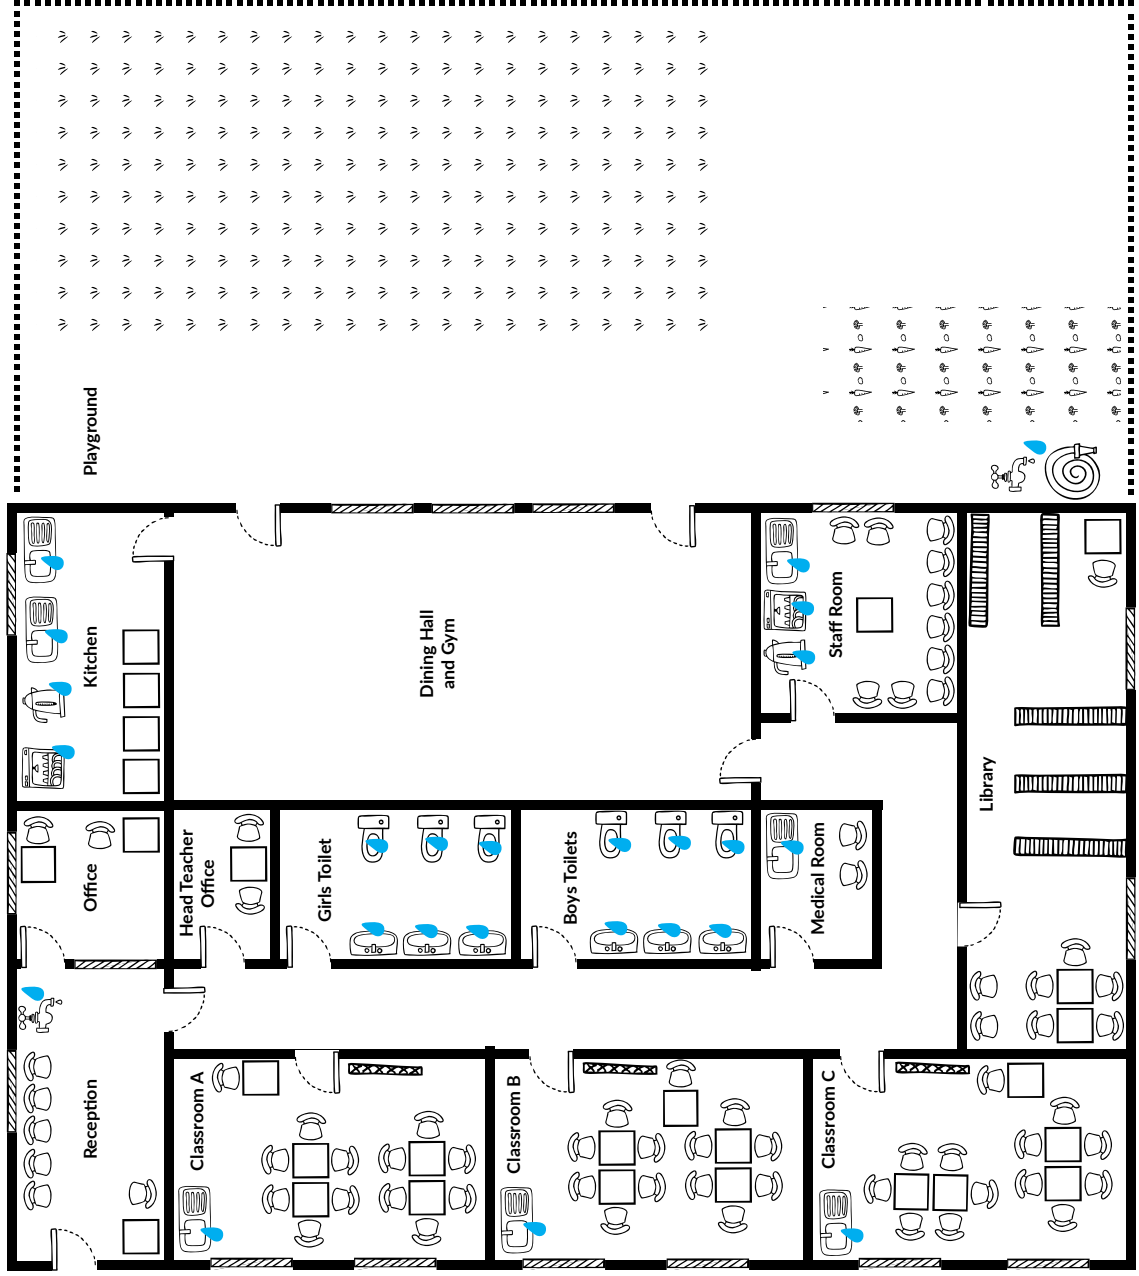 Playground
Kitchen
Dining Hall
and Gym
Staff Room
Library
Office
Head Teacher
Office
Girls Toilet
Boys Toilets
Medical Room
Reception
Classroom A
Classroom B
Classroom C